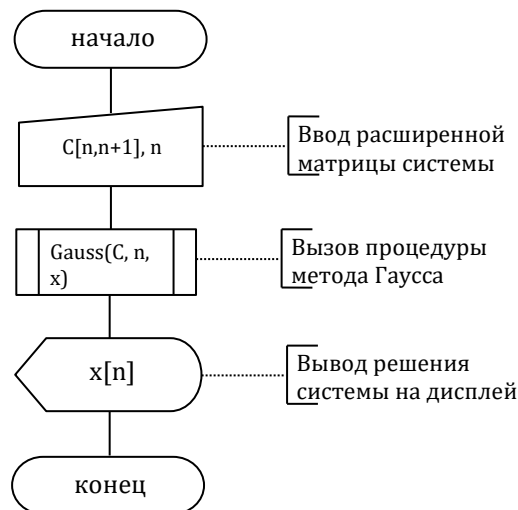 начало
C[n,n+1], n
Ввод расширенной
матрицы системы
Gauss(C, n,
x)
Вызов процедуры
метода Гаусса
x[n]
Вывод решения
системы на дисплей
конец